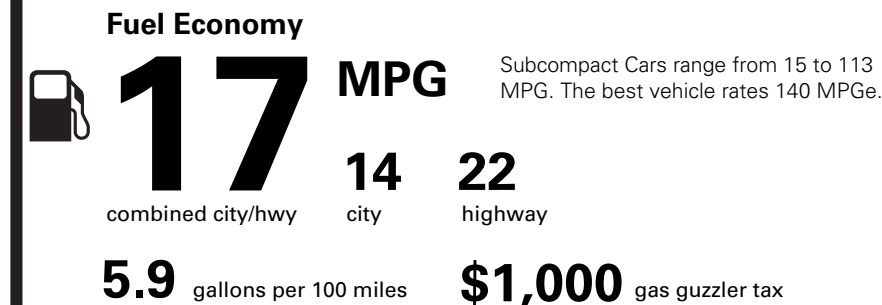 Fuel Economy
17 MPG
Subcompact Cars range from 15 to 113
MPG. The best vehicle rates 140 MPGe.
14 22
combined city/hwy city highway
5.9 gallons per 100 miles $1,000 gas guzzler tax